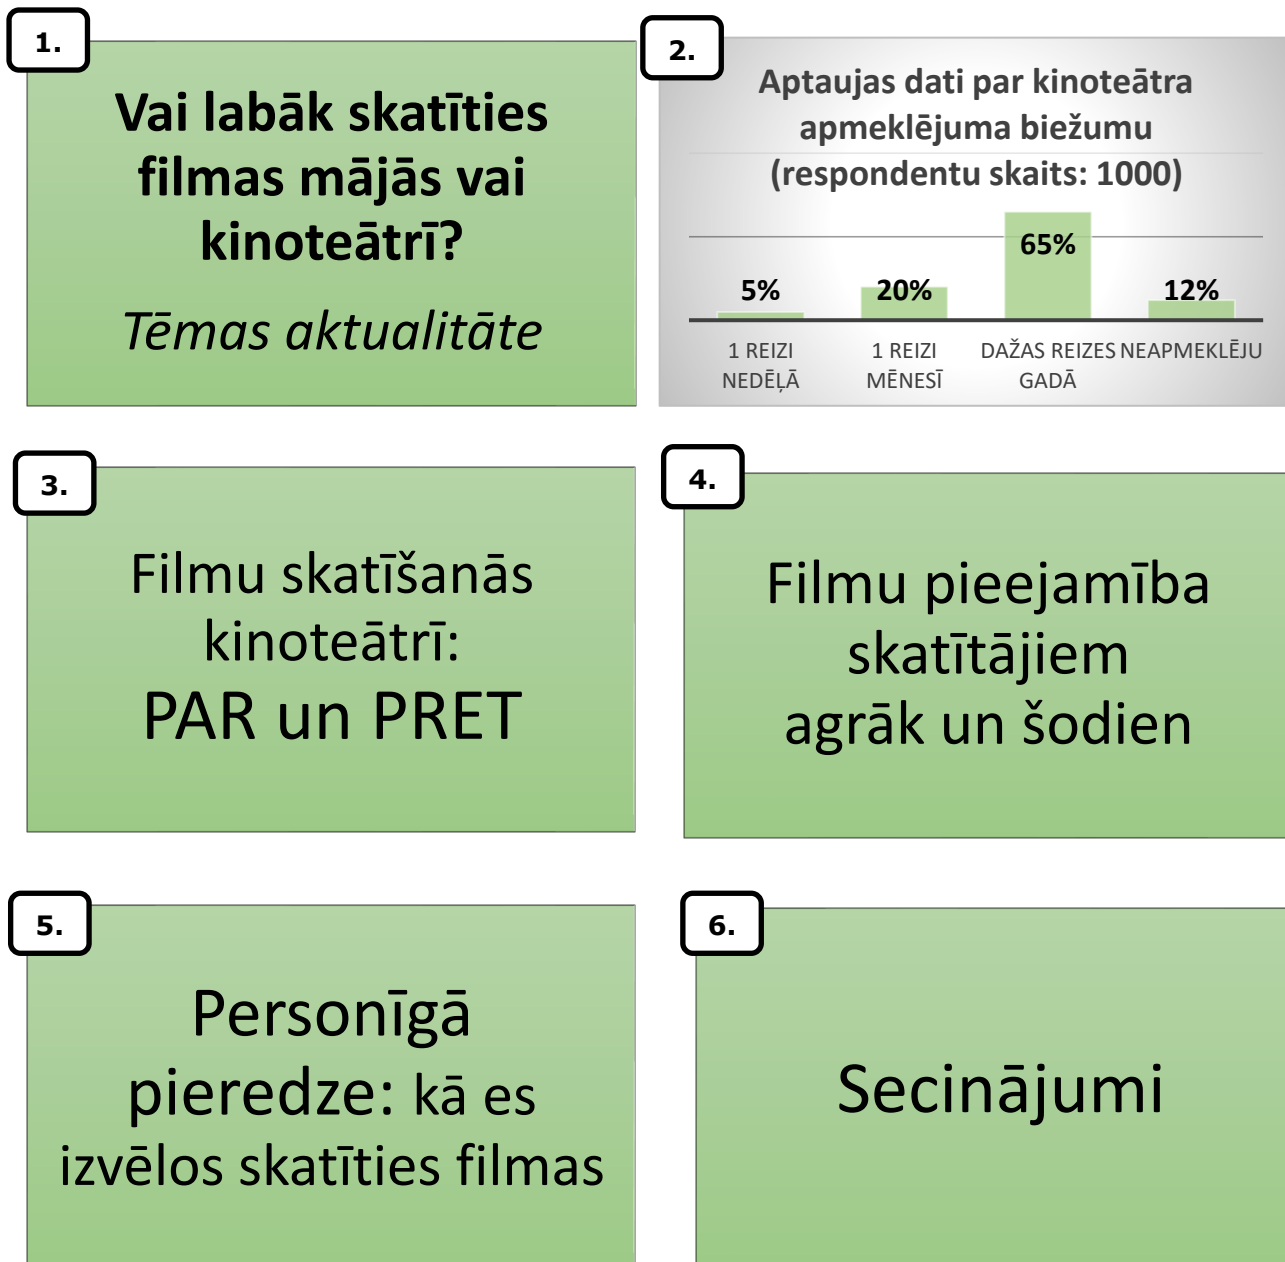 1.
Vai labāk skatīties
filmas mājās vai
kinoteātrī?
Tēmas aktualitāte
2.
Aptaujas dati par kinoteātra
apmeklējuma biežumu
(respondentu skaits: 1000)
5%
20%
65%
12%
1 REIZI
NEDĒĻĀ
1 REIZI
MĒNESĪ
DAŽAS REIZES
GADĀ
NEAPMEKLĒJU
3.
Filmu skatīšanās
kinoteātrī:
PAR un PRET
4.
Filmu pieejamība
skatītājiem
agrāk un šodien
5.
Personīgā
pieredze: kā es
izvēlos skatīties filmas
6.
Secinājumi